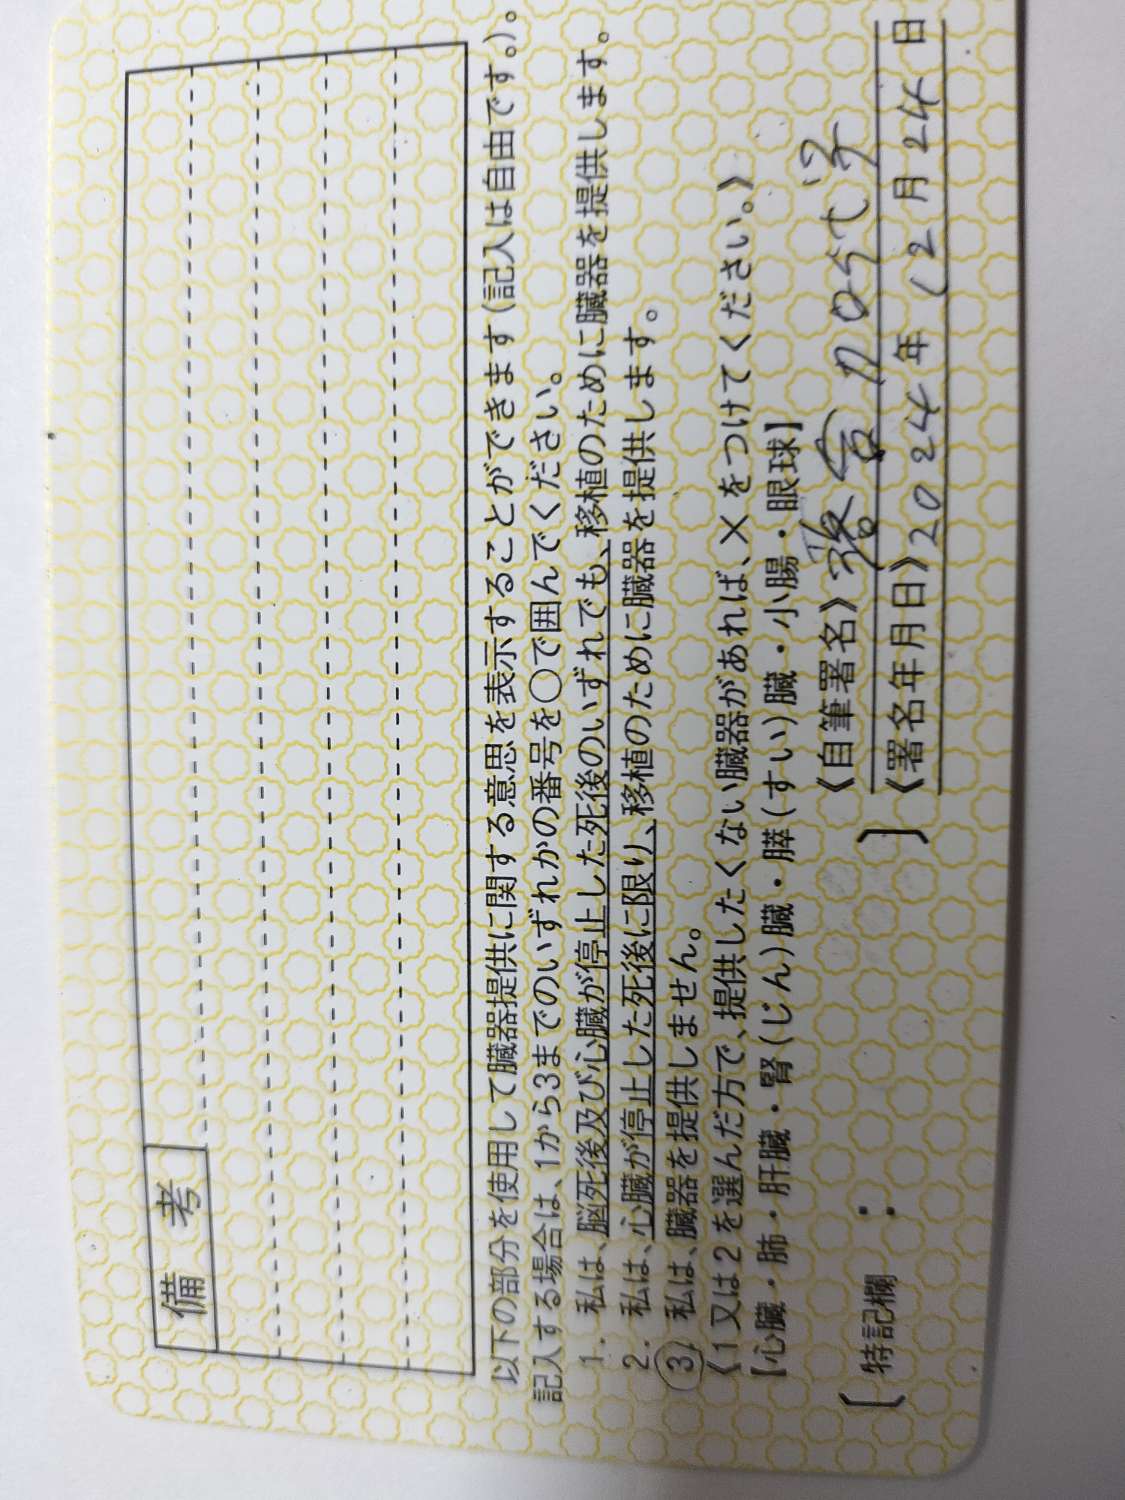 備考
以下の部分を使用して臓器提供に関する意思を表示することができます(記入は自由です。)。
記入する場合は、1から3までのいずれかの番号を○で囲んでください。
1. 私は、脳死後及び心臓が停止した死後のいずれでも、移植のために臓器を提供します。
2. 私は、心臓が停止した死後に限り、移植のために臓器を提供します。
3. 私は、臓器を提供しません。
《1又は2を選んだ方で、提供したくない臓器があれば、×をつけてください。》
【心臓・肺・肝臓・腎(じん)臓・膵(すい)臓・小腸・眼球】
〔特記欄: 〕
《自筆署名》
《署名年月日》2024年12月24日